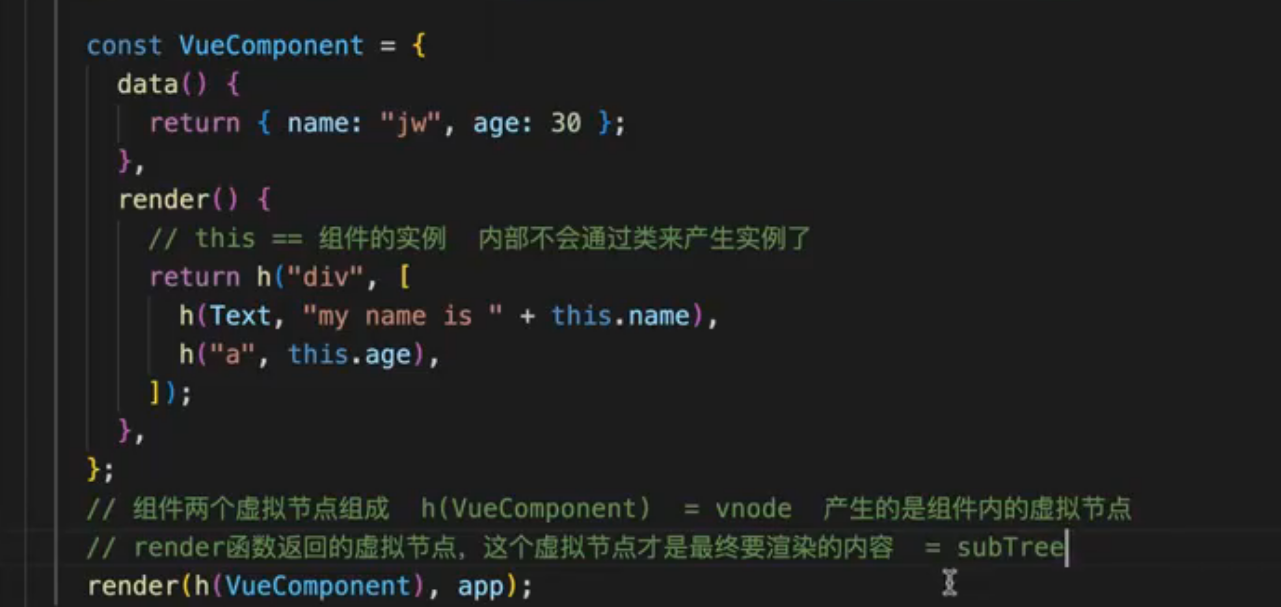 const VueComponent = {
data() {
return { name: "jw", age: 30 };
},
render() {
// this == 组件的实例  内部不会通过类来产生实例了
return h("div", [
h(Text, "my name is " + this.name),
h("a", this.age),
]);
},
};
// 组件两个虚拟节点组成  h(VueComponent)  = vnode  产生的是组件内的虚拟节点
// render函数返回的虚拟节点，这个虚拟节点才是最终要渲染的内容  = subTree
render(h(VueComponent), app);